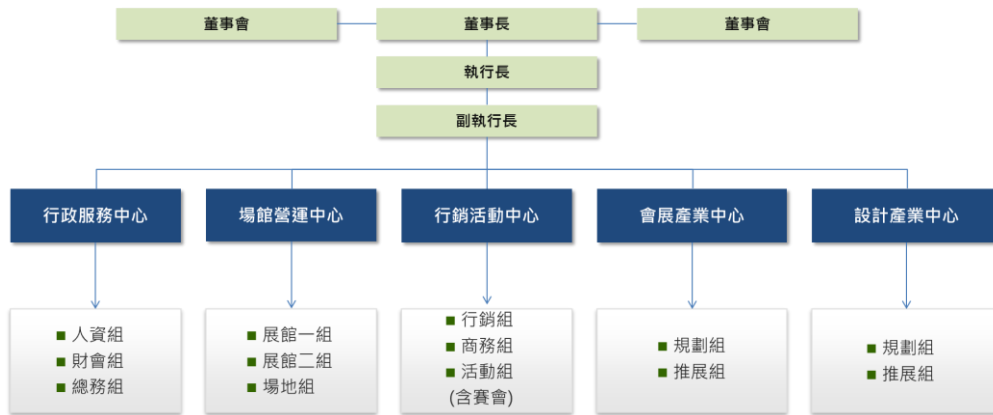 董事會
董事長
董事會
執行長
副執行長
行政服務中心
場館營運中心
行銷活動中心
會展產業中心
設計產業中心
■ 人資組
■ 財會組
■ 總務組
■ 展館一組
■ 展館二組
■ 場地組
■ 行銷組
■ 商務組
■ 活動組
(含賽會)
■ 規劃組
■ 推展組
■ 規劃組
■ 推展組